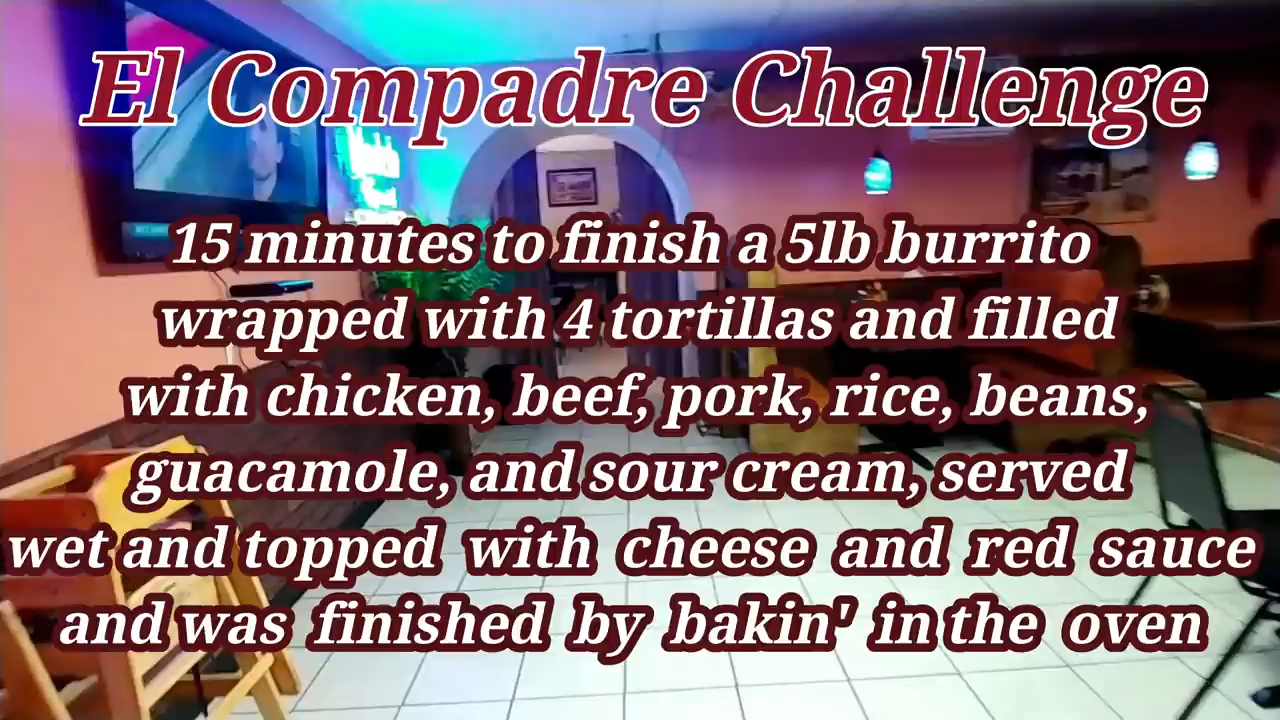 El Compadre Challenge
15 minutes to finish a 5lb burrito
wrapped with 4 tortillas and filled
with chicken, beef, pork, rice, beans,
guacamole, and sour cream, served
wet and topped with cheese and red sauce
and was finished by bakin' in the oven